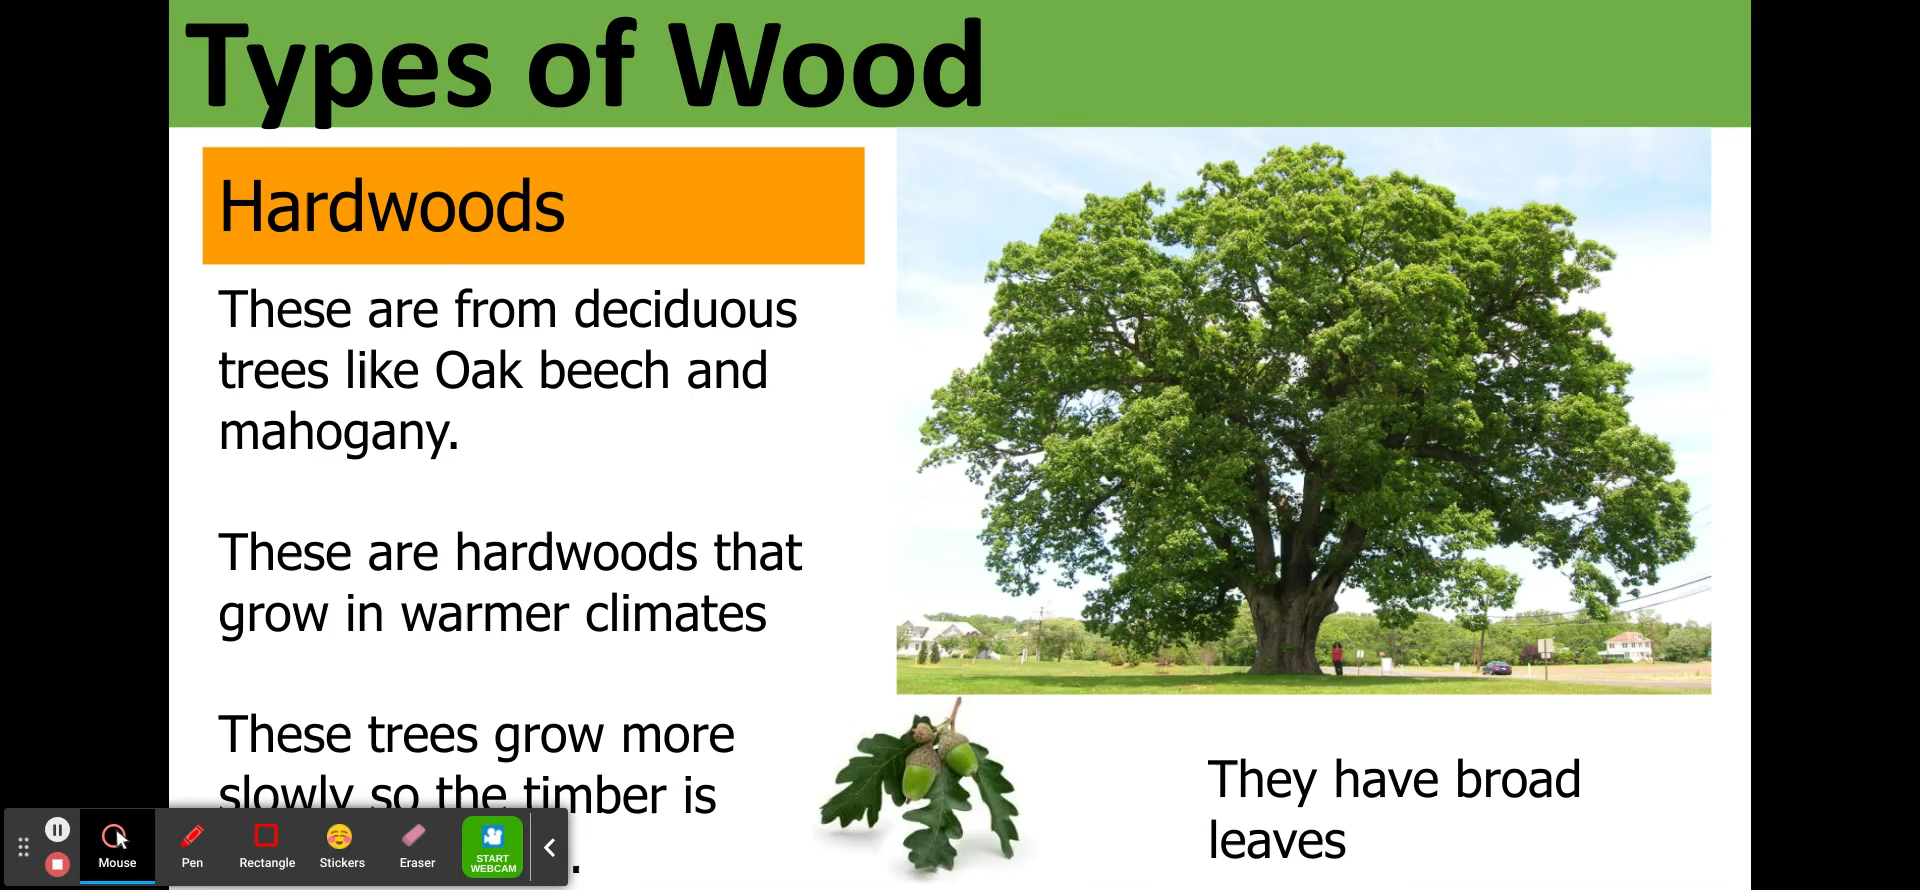 Types of Wood
Hardwoods
These are from deciduous
trees like Oak beech and
mahogany.
These are hardwoods that
grow in warmer climates
These trees grow more
slowly so the timber is
.
They have broad
leaves
Mouse
Pen
Rectangle
Stickers
Eraser
START
WEBCAM